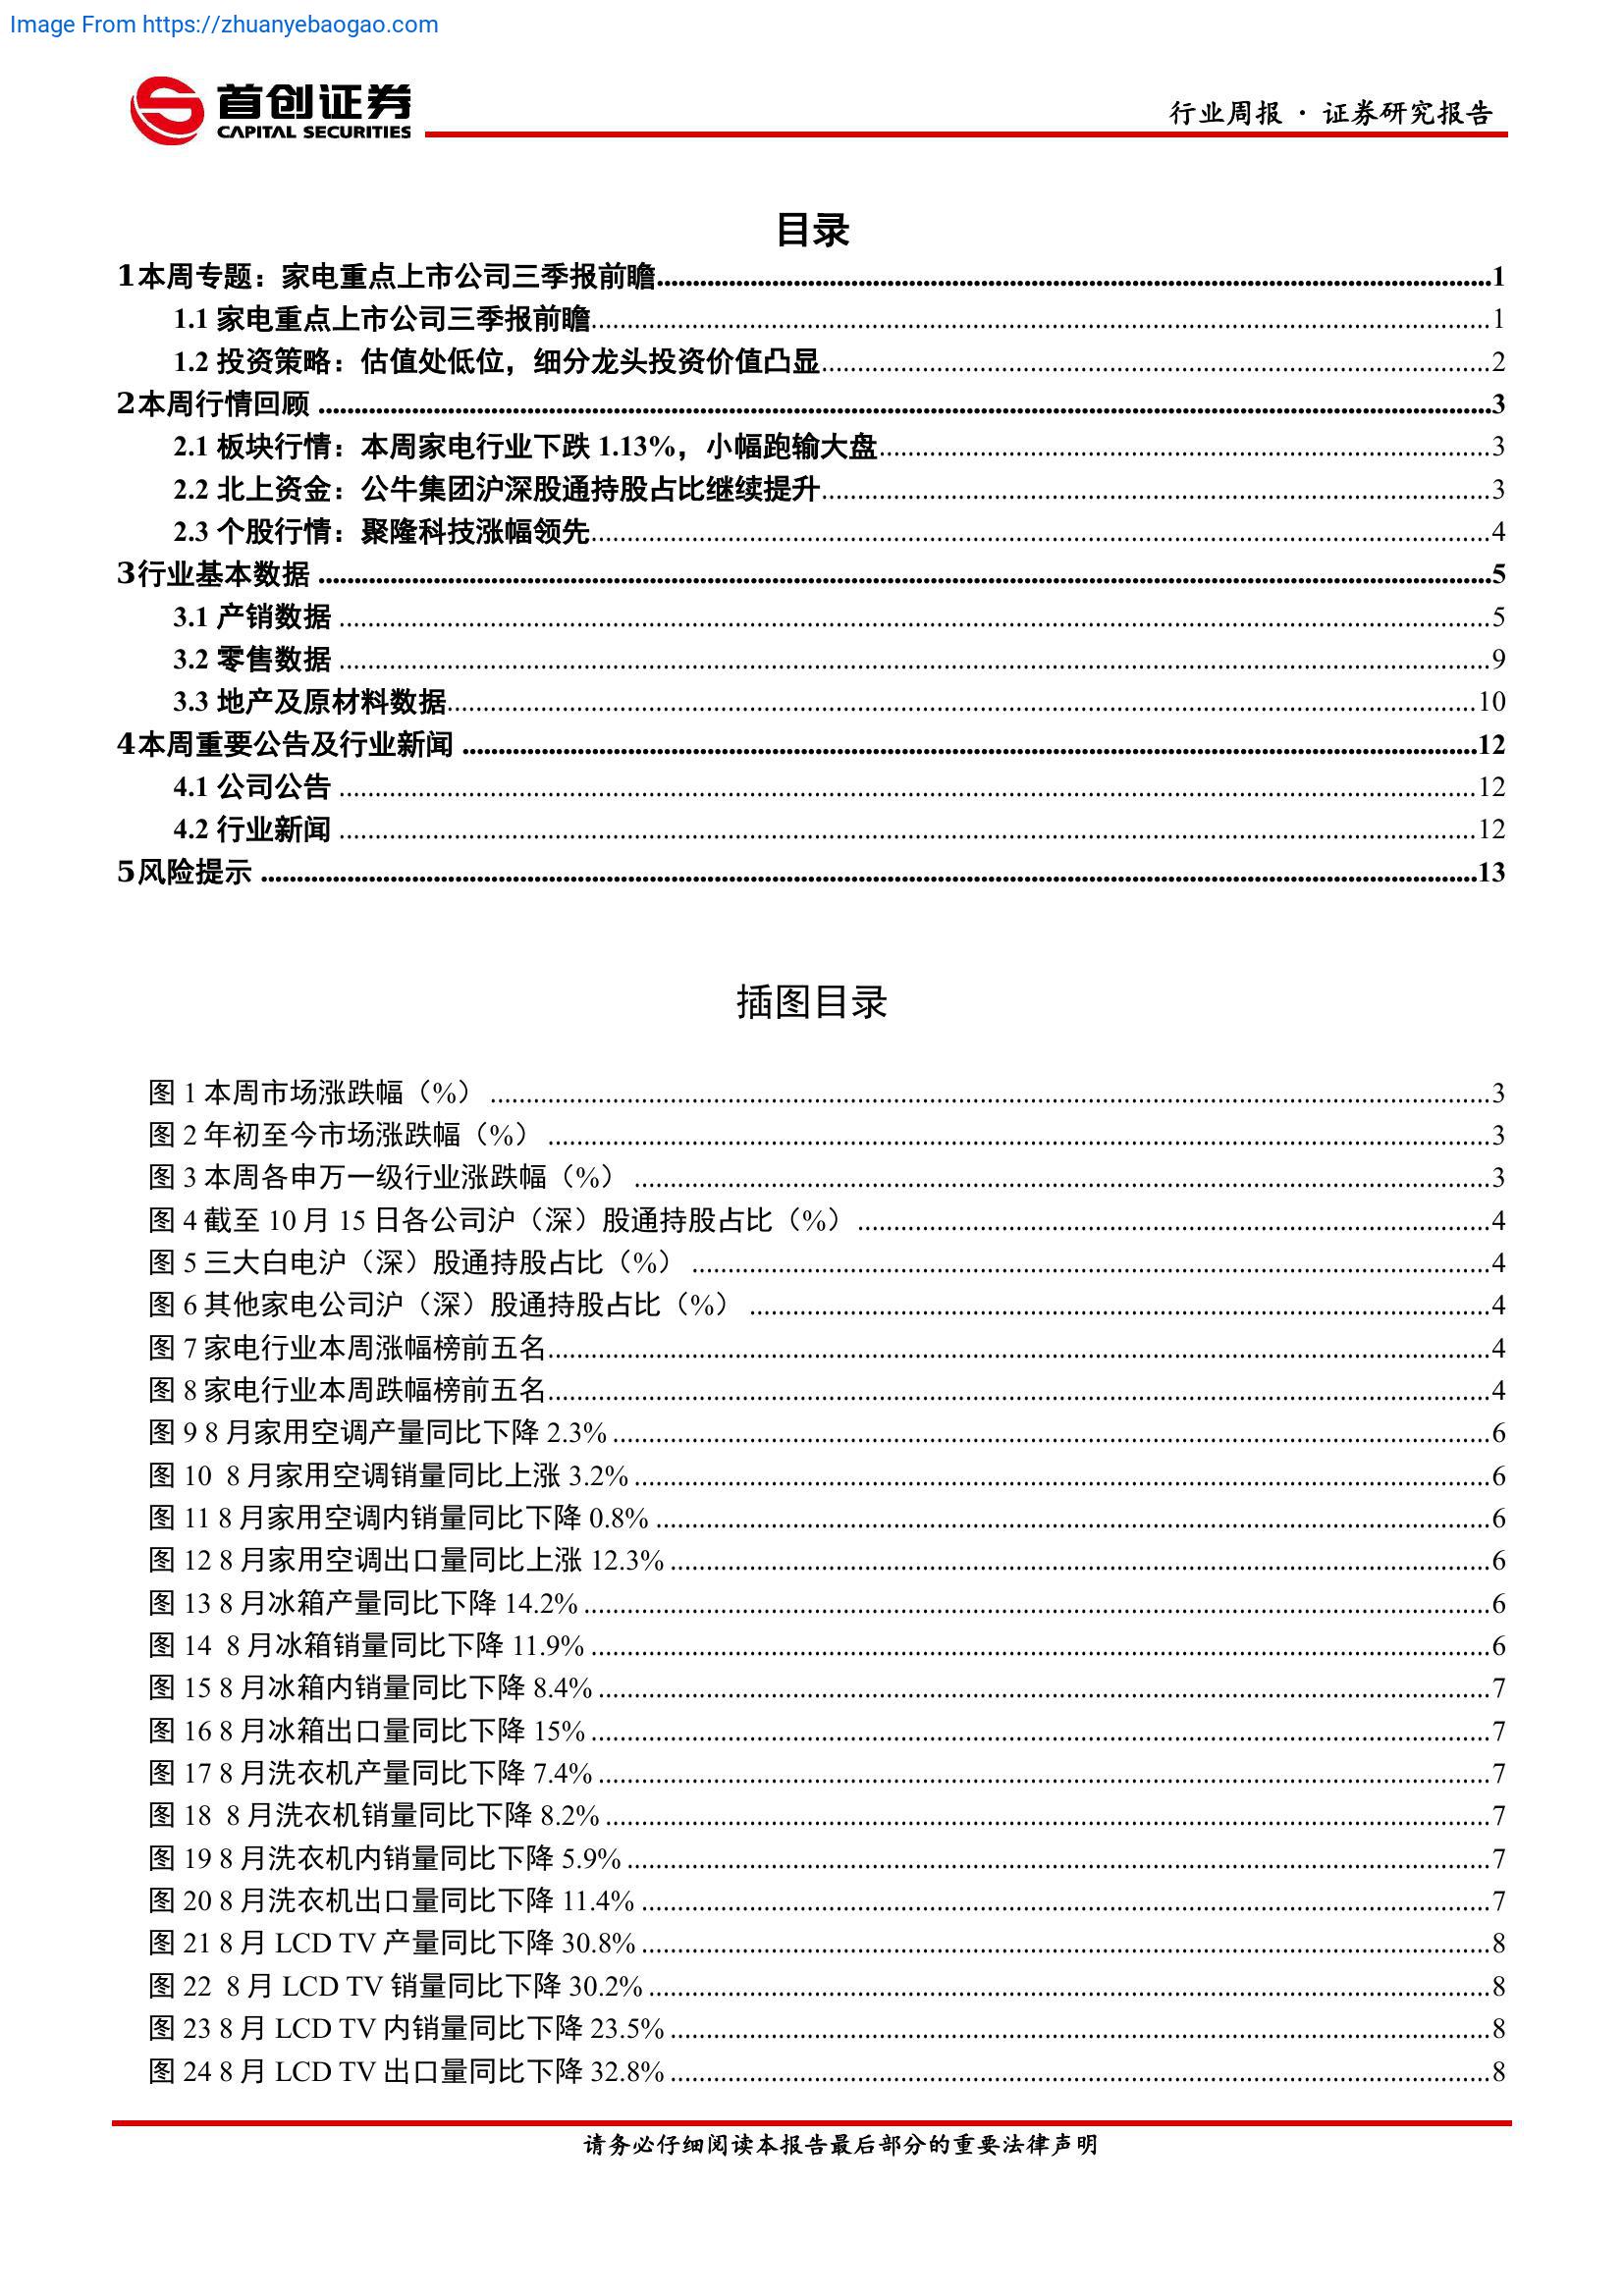 Image From https://zhuanyebaogao.com
首创证券
CAPITAL SECURITIES
行业周报 · 证券研究报告
目录
1本周专题：家电重点上市公司三季报前瞻....................1
1.1 家电重点上市公司三季报前瞻....................1
1.2 投资策略：估值处低位，细分龙头投资价值凸显....................2
2本周行情回顾 ....................3
2.1 板块行情：本周家电行业下跌 1.13%，小幅跑输大盘....................3
2.2 北上资金：公牛集团沪深股通持股占比继续提升....................3
2.3 个股行情：聚隆科技涨幅领先....................4
3行业基本数据 ....................5
3.1 产销数据 ....................5
3.2 零售数据 ....................9
3.3 地产及原材料数据....................10
4本周重要公告及行业新闻 ....................12
4.1 公司公告 ....................12
4.2 行业新闻 ....................12
5风险提示 ....................13
插图目录
图 1 本周市场涨跌幅（%） ....................3
图 2 年初至今市场涨跌幅（%） ....................3
图 3 本周各申万一级行业涨跌幅（%） ....................3
图 4 截至 10 月 15 日各公司沪（深）股通持股占比（%）....................4
图 5 三大白电沪（深）股通持股占比（%） ....................4
图 6 其他家电公司沪（深）股通持股占比（%） ....................4
图 7 家电行业本周涨幅榜前五名....................4
图 8 家电行业本周跌幅榜前五名....................4
图 9 8 月家用空调产量同比下降 2.3% ....................6
图 10 8 月家用空调销量同比上涨 3.2% ....................6
图 11 8 月家用空调内销量同比下降 0.8% ....................6
图 12 8 月家用空调出口量同比上涨 12.3% ....................6
图 13 8 月冰箱产量同比下降 14.2% ....................6
图 14 8 月冰箱销量同比下降 11.9% ....................6
图 15 8 月冰箱内销量同比下降 8.4% ....................7
图 16 8 月冰箱出口量同比下降 15% ....................7
图 17 8 月洗衣机产量同比下降 7.4% ....................7
图 18 8 月洗衣机销量同比下降 8.2% ....................7
图 19 8 月洗衣机内销量同比下降 5.9% ....................7
图 20 8 月洗衣机出口量同比下降 11.4% ....................7
图 21 8 月 LCD TV 产量同比下降 30.8% ....................8
图 22 8 月 LCD TV 销量同比下降 30.2% ....................8
图 23 8 月 LCD TV 内销量同比下降 23.5% ....................8
图 24 8 月 LCD TV 出口量同比下降 32.8% ....................8
请务必仔细阅读本报告最后部分的重要法律声明